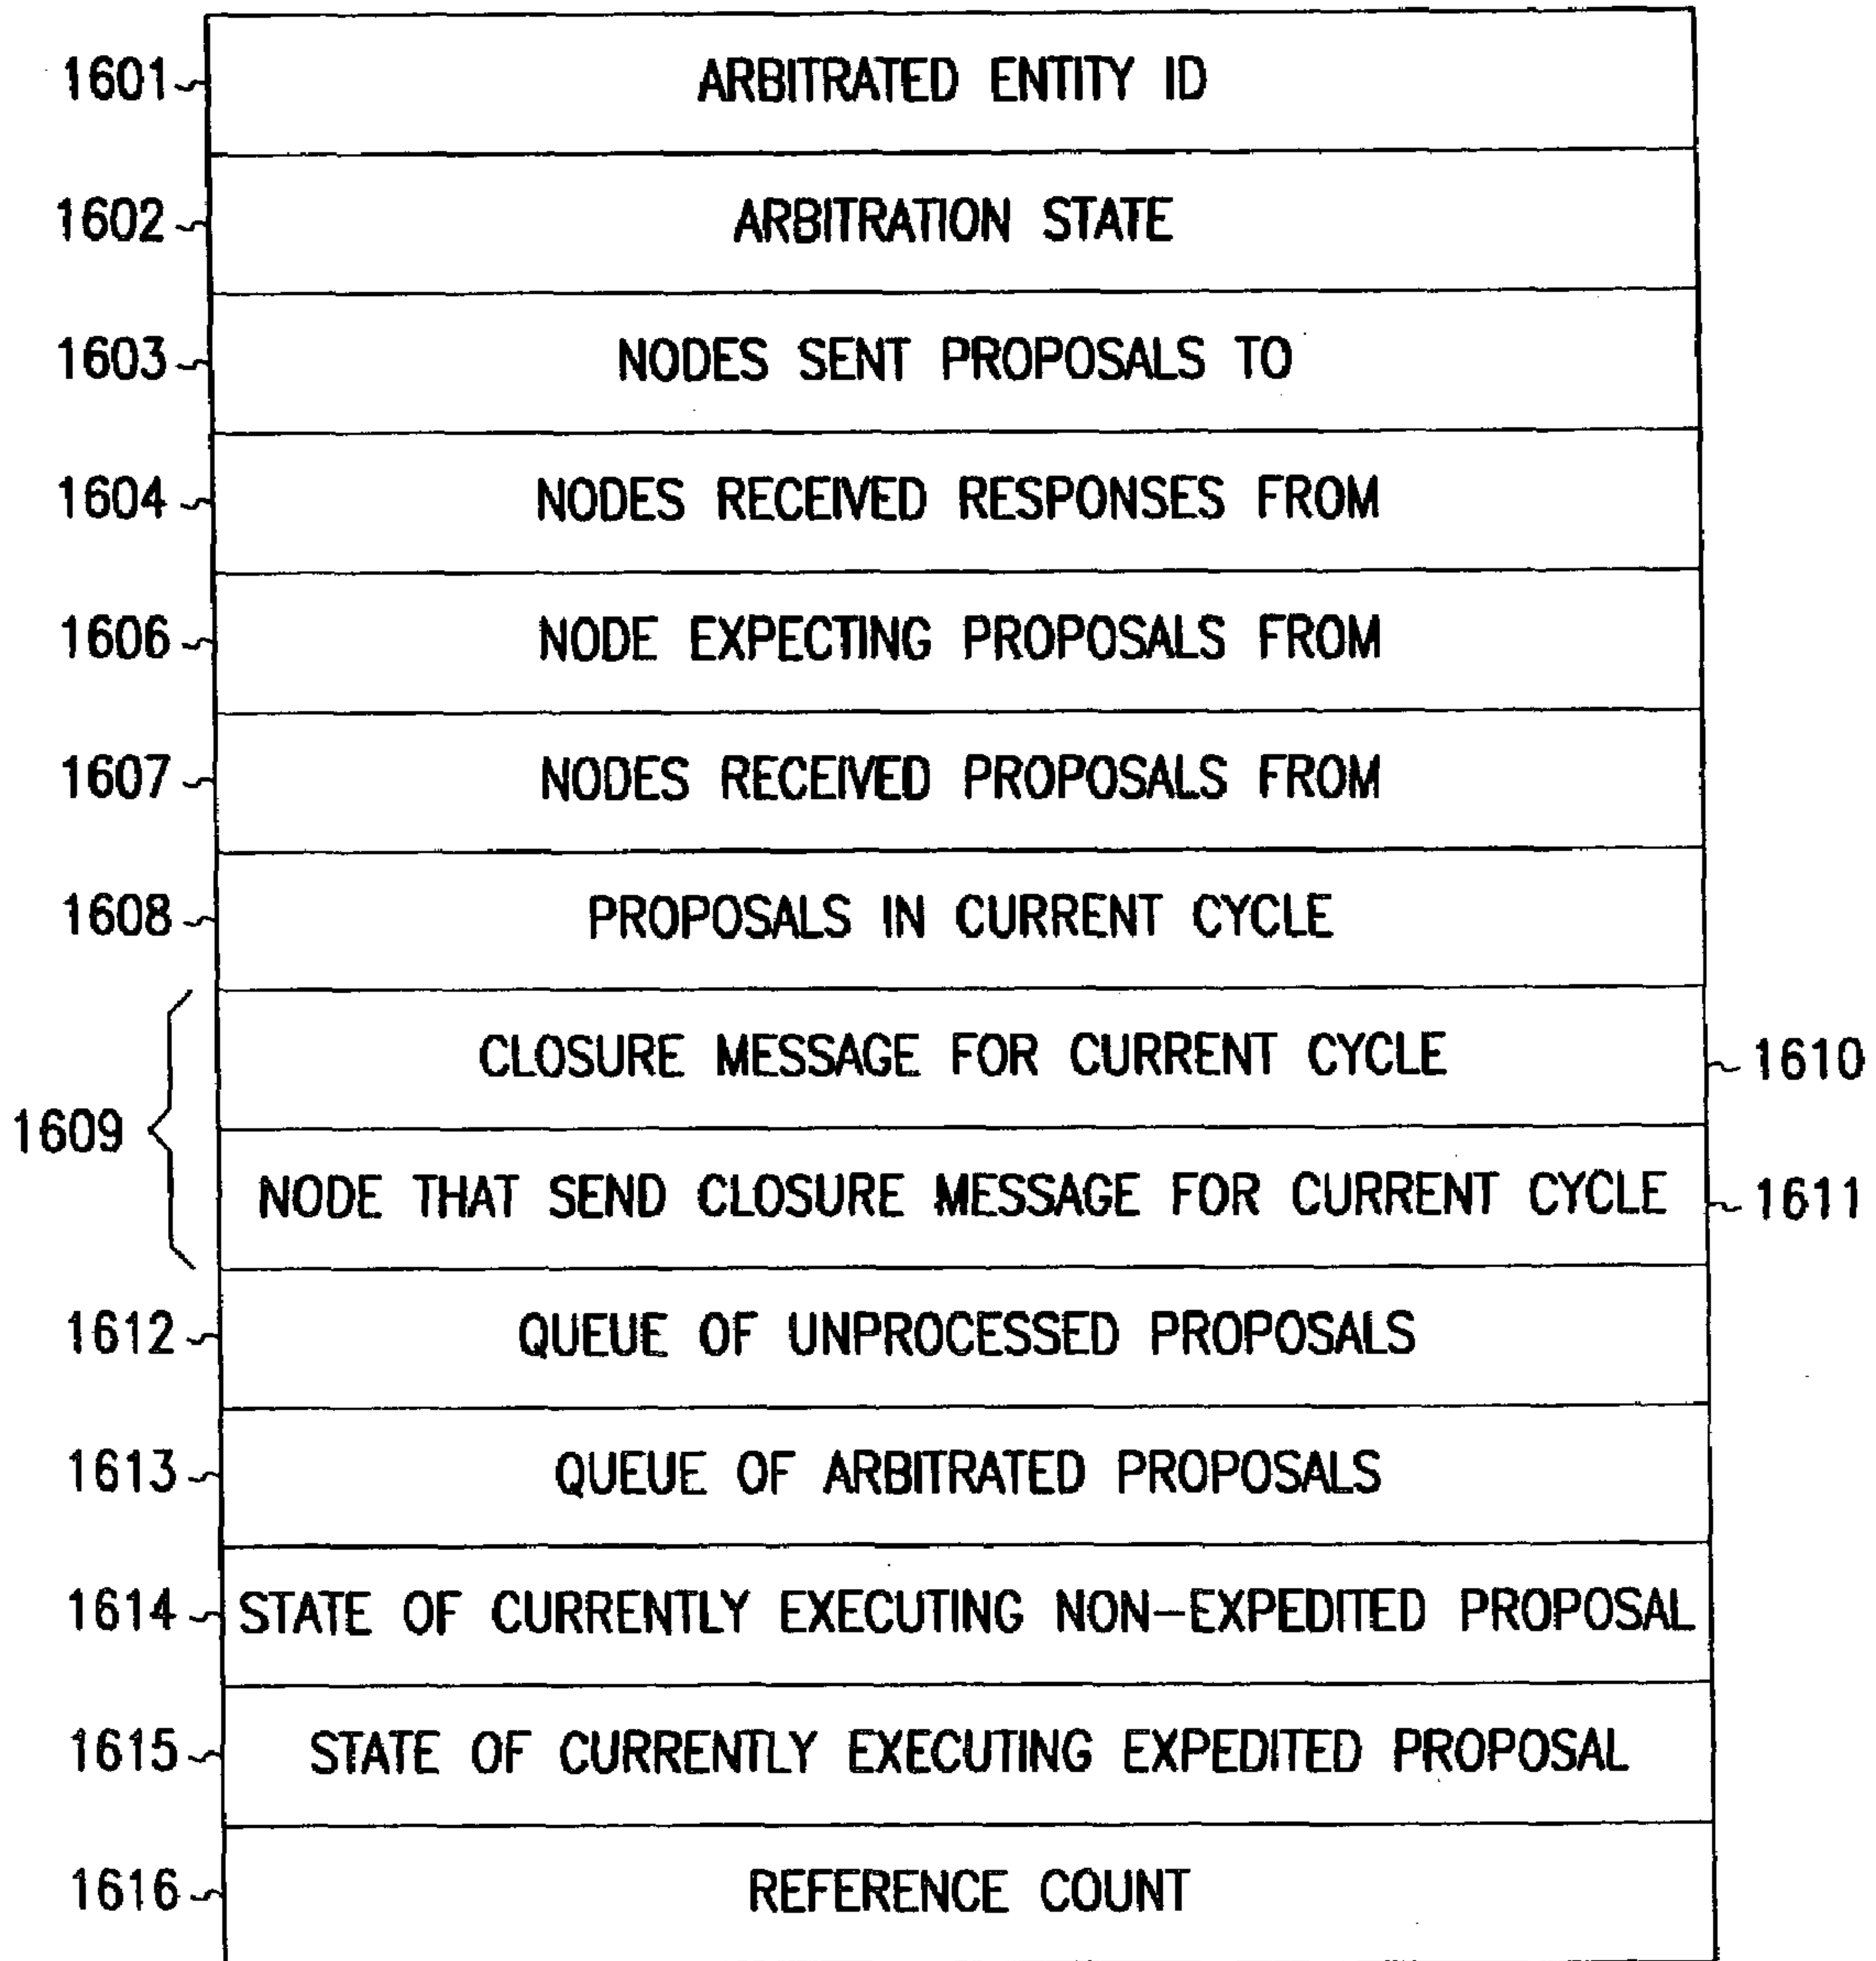 1601 ARBITRATED ENTITY ID
1602 ARBITRATION STATE
1603 NODES SENT PROPOSALS TO
1604 NODES RECEIVED RESPONSES FROM
1606 NODE EXPECTING PROPOSALS FROM
1607 NODES RECEIVED PROPOSALS FROM
1608 PROPOSALS IN CURRENT CYCLE
CLOSURE MESSAGE FOR CURRENT CYCLE 1610
1609
NODE THAT SEND CLOSURE MESSAGE FOR CURRENT CYCLE 1611
1612 QUEUE OF UNPROCESSED PROPOSALS
1613 QUEUE OF ARBITRATED PROPOSALS
1614 STATE OF CURRENTLY EXECUTING NON-EXPEDITED PROPOSAL
1615 STATE OF CURRENTLY EXECUTING EXPEDITED PROPOSAL
1616 REFERENCE COUNT